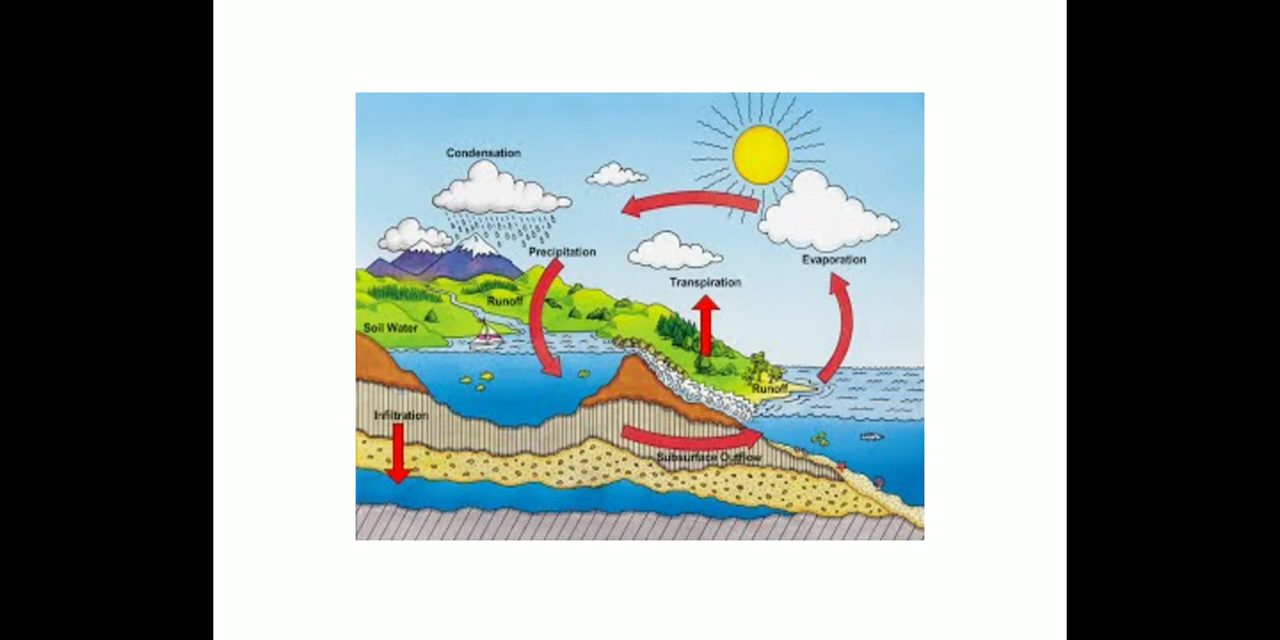 Condensation
Precipitation
Evaporation
Transpiration
Runoff
Soil Water
Runoff
Infiltration
Subsurface Outflow